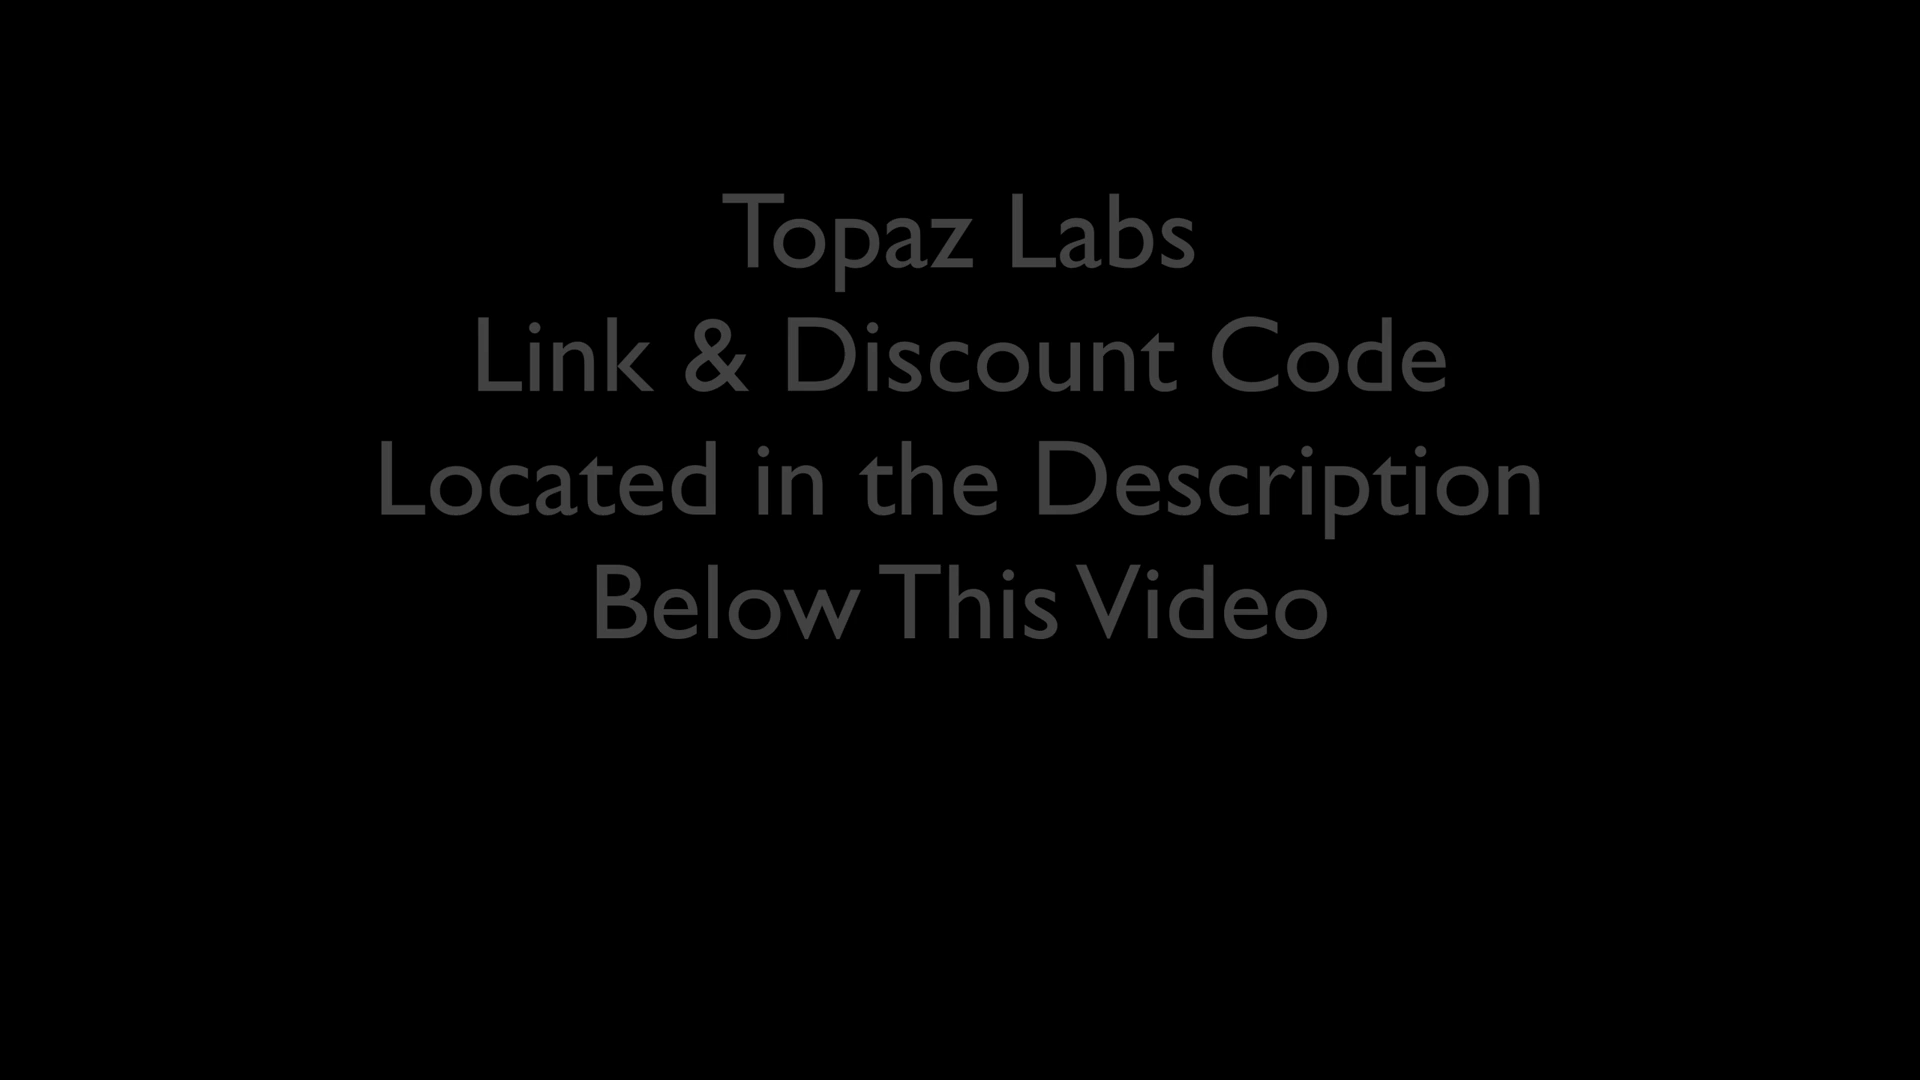 Topaz Labs
Link & Discount Code
Located in the Description
Below This Video